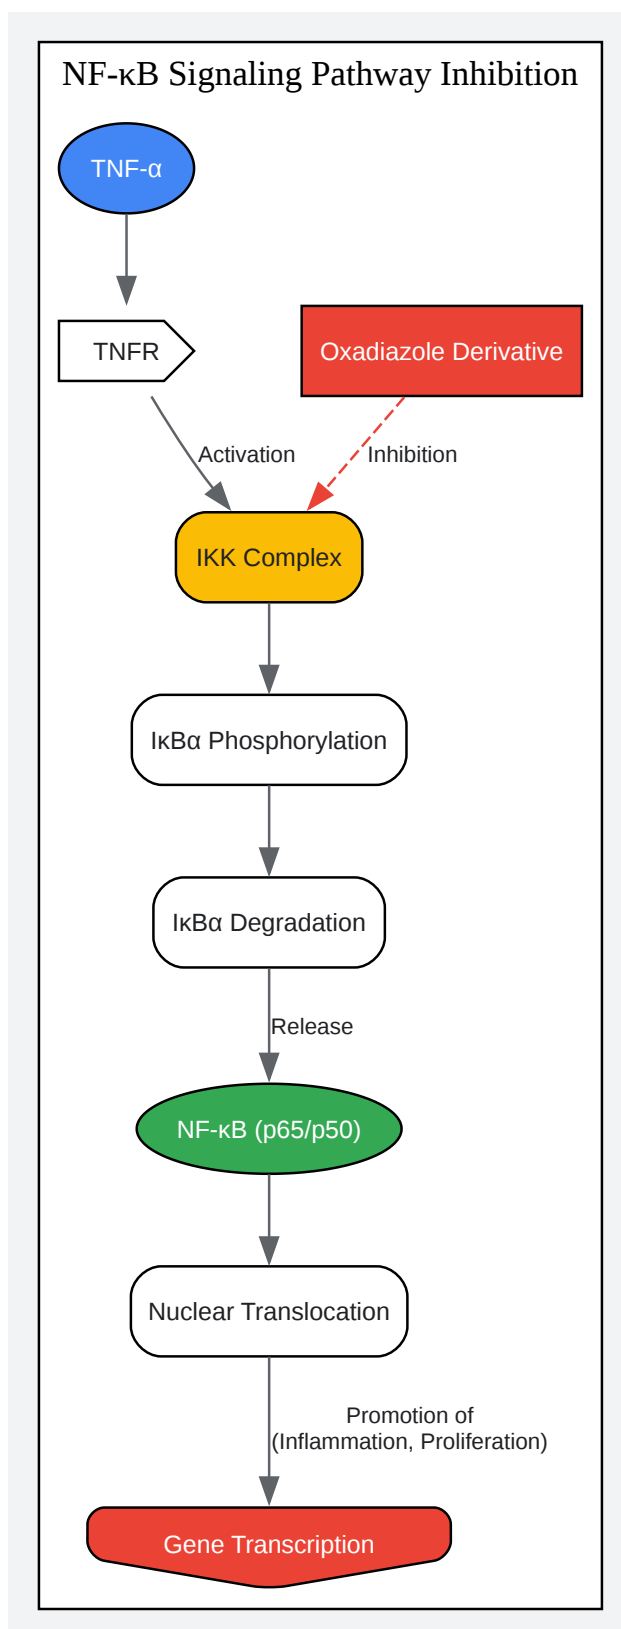 NF-κB Signaling Pathway Inhibition
TNF-α
TNFR
Oxadiazole Derivative
Activation
Inhibition
IKK Complex
IκBα Phosphorylation
IκBα Degradation
Release
NF-κB (p65/p50)
Nuclear Translocation
Promotion of
(Inflammation, Proliferation)
Gene Transcription